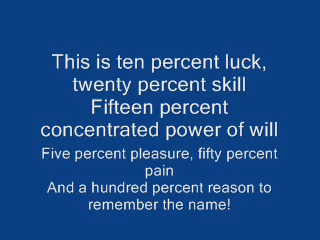 This is ten percent luck,
twenty percent skill
Fifteen percent
concentrated power of will
Five percent pleasure, fifty percent
pain
And a hundred percent reason to
remember the name!